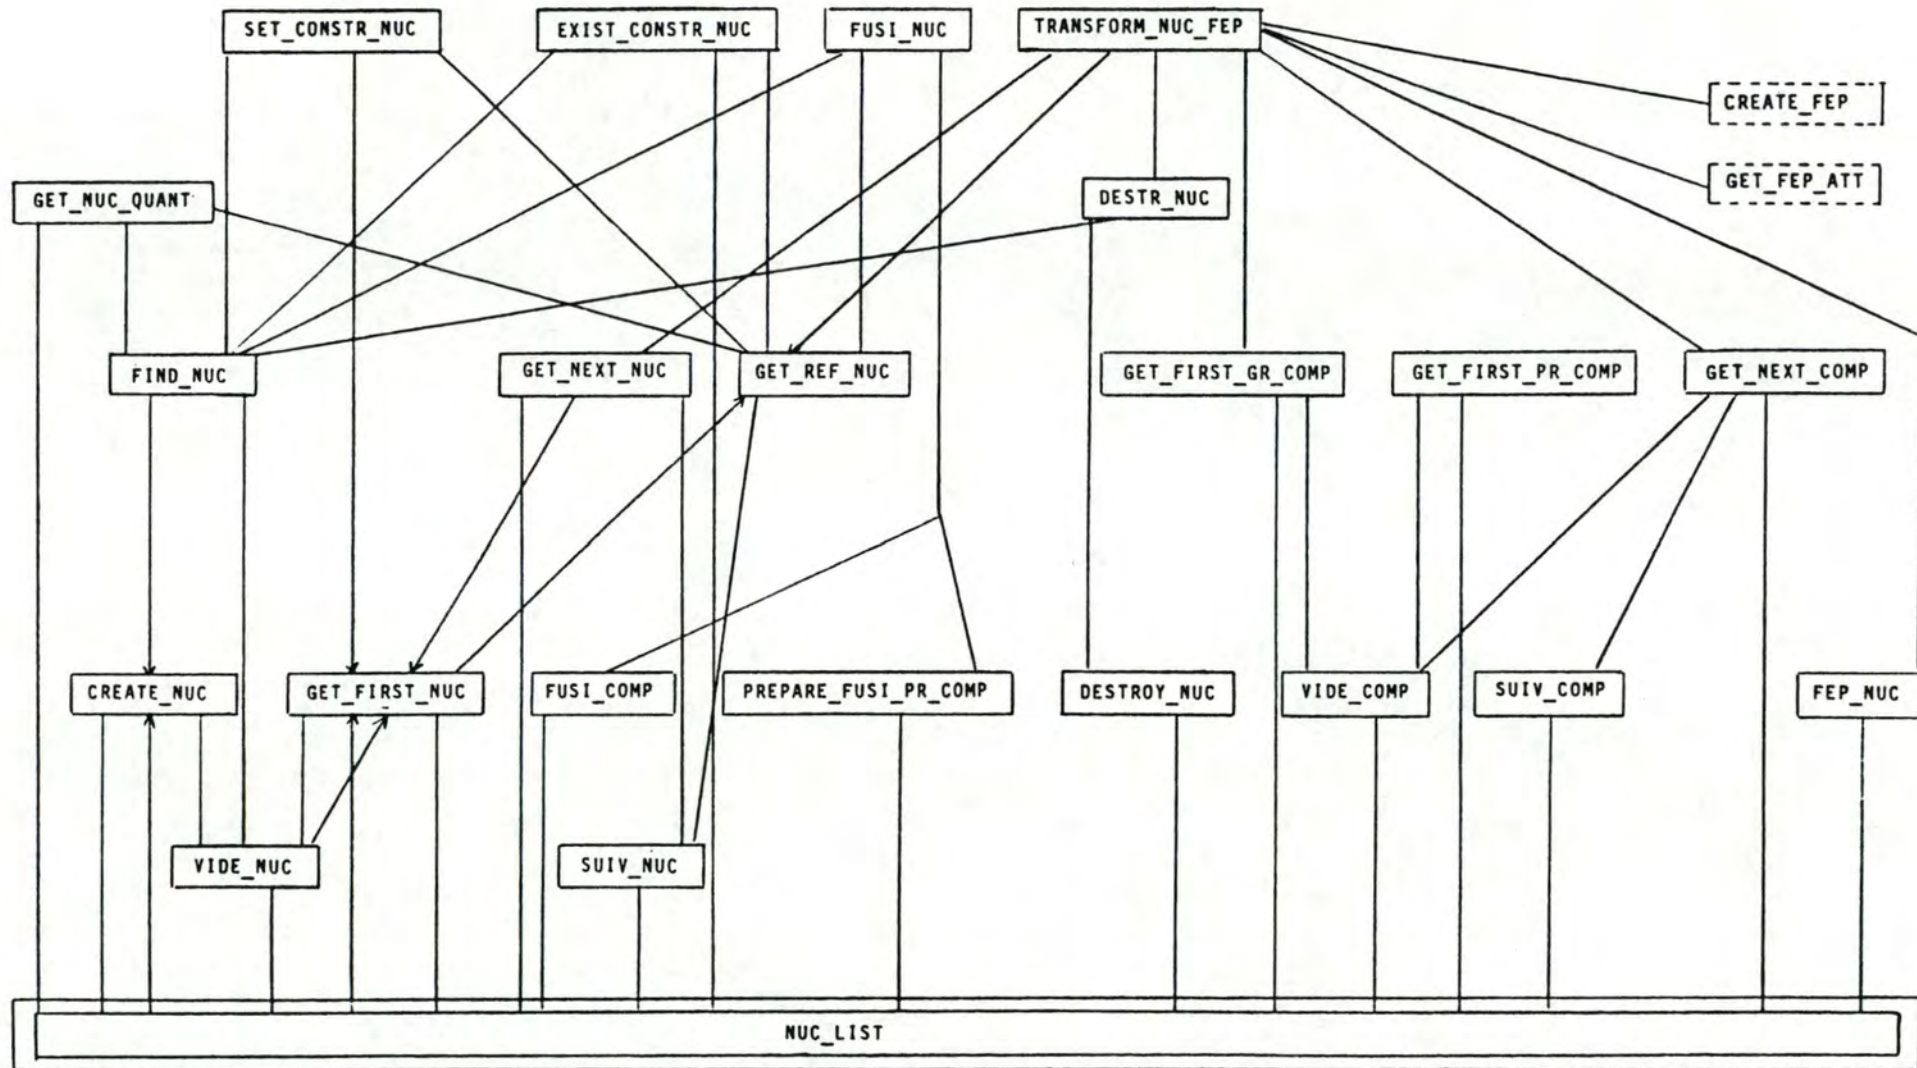 SET_CONSTR_NUC
EXIST_CONSTR_NUC
FUSI_NUC
TRANSFORM_NUC_FEP
CREATE_FEP
GET_FEP_ATT
GET_NUC_QUANT
DESTR_NUC
FIND_NUC
GET_NEXT_NUC
GET_REF_NUC
GET_FIRST_GR_COMP
GET_FIRST_PR_COMP
GET_NEXT_COMP
CREATE_NUC
GET_FIRST_NUC
FUSI_COMP
PREPARE_FUSI_PR_COMP
DESTROY_NUC
VIDE_COMP
SUIV_COMP
FEP_NUC
VIDE_NUC
SUIV_NUC
NUC_LIST